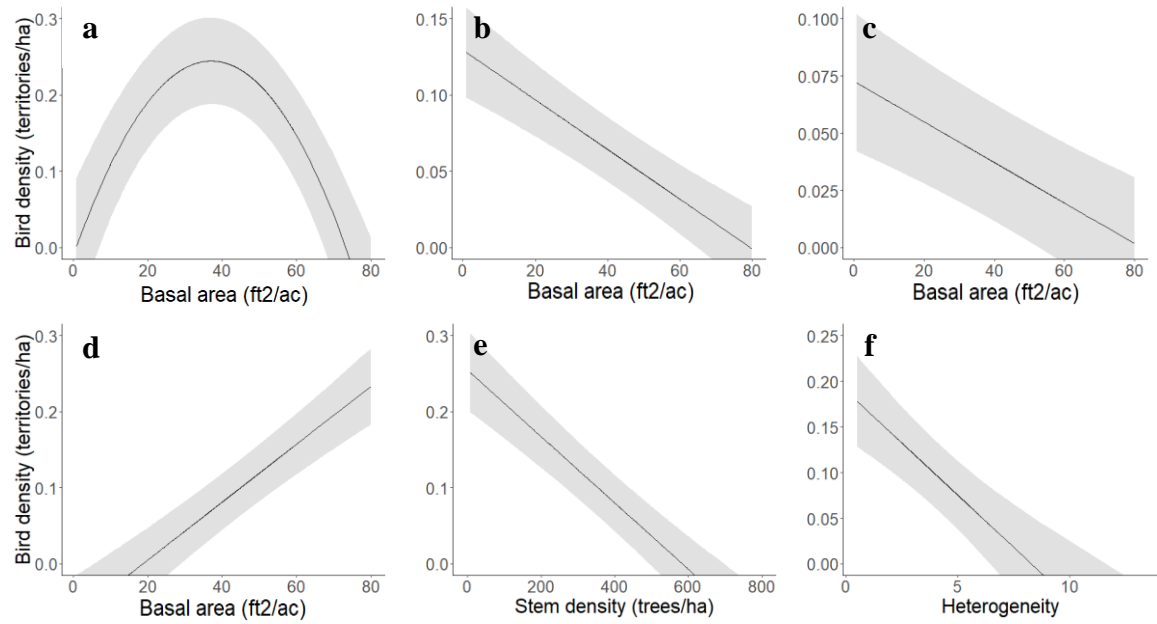 a
b
c
Bird density (territories/ha)
0.3
0.2
0.1
0.0
0.15
0.10
0.05
0.00
0.100
0.075
0.050
0.025
0.000
0 20 40 60 80
0 20 40 60 80
0 20 40 60 80
Basal area (ft2/ac)
Basal area (ft2/ac)
Basal area (ft2/ac)
d
e
f
Bird density (territories/ha)
0.3
0.2
0.1
0.0
0.3
0.2
0.1
0.0
0.25
0.20
0.15
0.10
0.05
0.00
0 20 40 60 80
0 200 400 600 800
0 5 10
Basal area (ft2/ac)
Stem density (trees/ha)
Heterogeneity